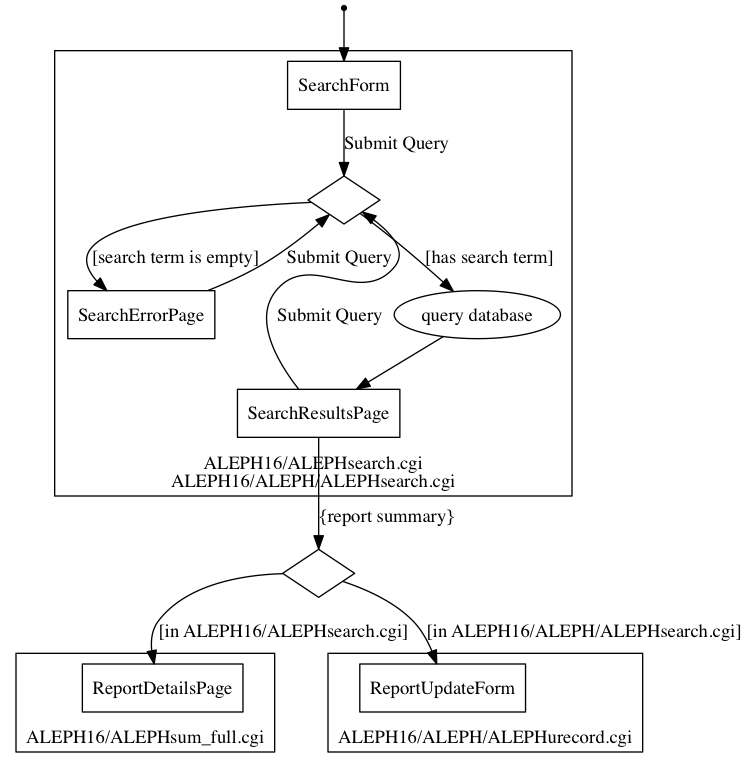 SearchForm
Submit Query
[search term is empty]
Submit Query
[has search term]
SearchErrorPage
Submit Query
query database
SearchResultsPage
ALEPH16/ALEPHsearch.cgi
ALEPH16/ALEPH/ALEPHsearch.cgi
{report summary}
[in ALEPH16/ALEPHsearch.cgi]
[in ALEPH16/ALEPH/ALEPHsearch.cgi]
ReportDetailsPage
ReportUpdateForm
ALEPH16/ALEPHsum_full.cgi
ALEPH16/ALEPH/ALEPHurecord.cgi